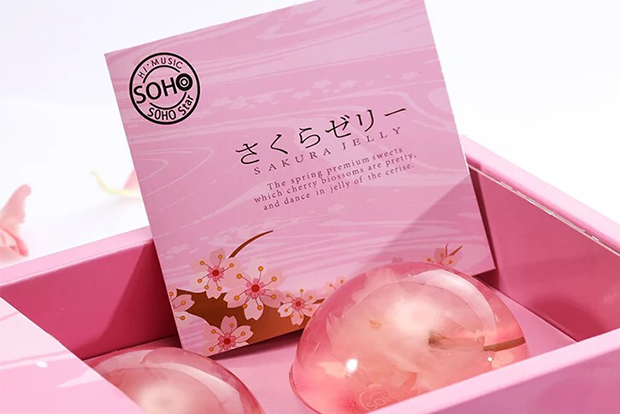 HI·MUSIC
SOHO
SOHO Star
さくらゼリー
SAKURA JELLY
The spring premium sweets
which cherry blossoms are pretty,
and dance in jelly of the cerise.